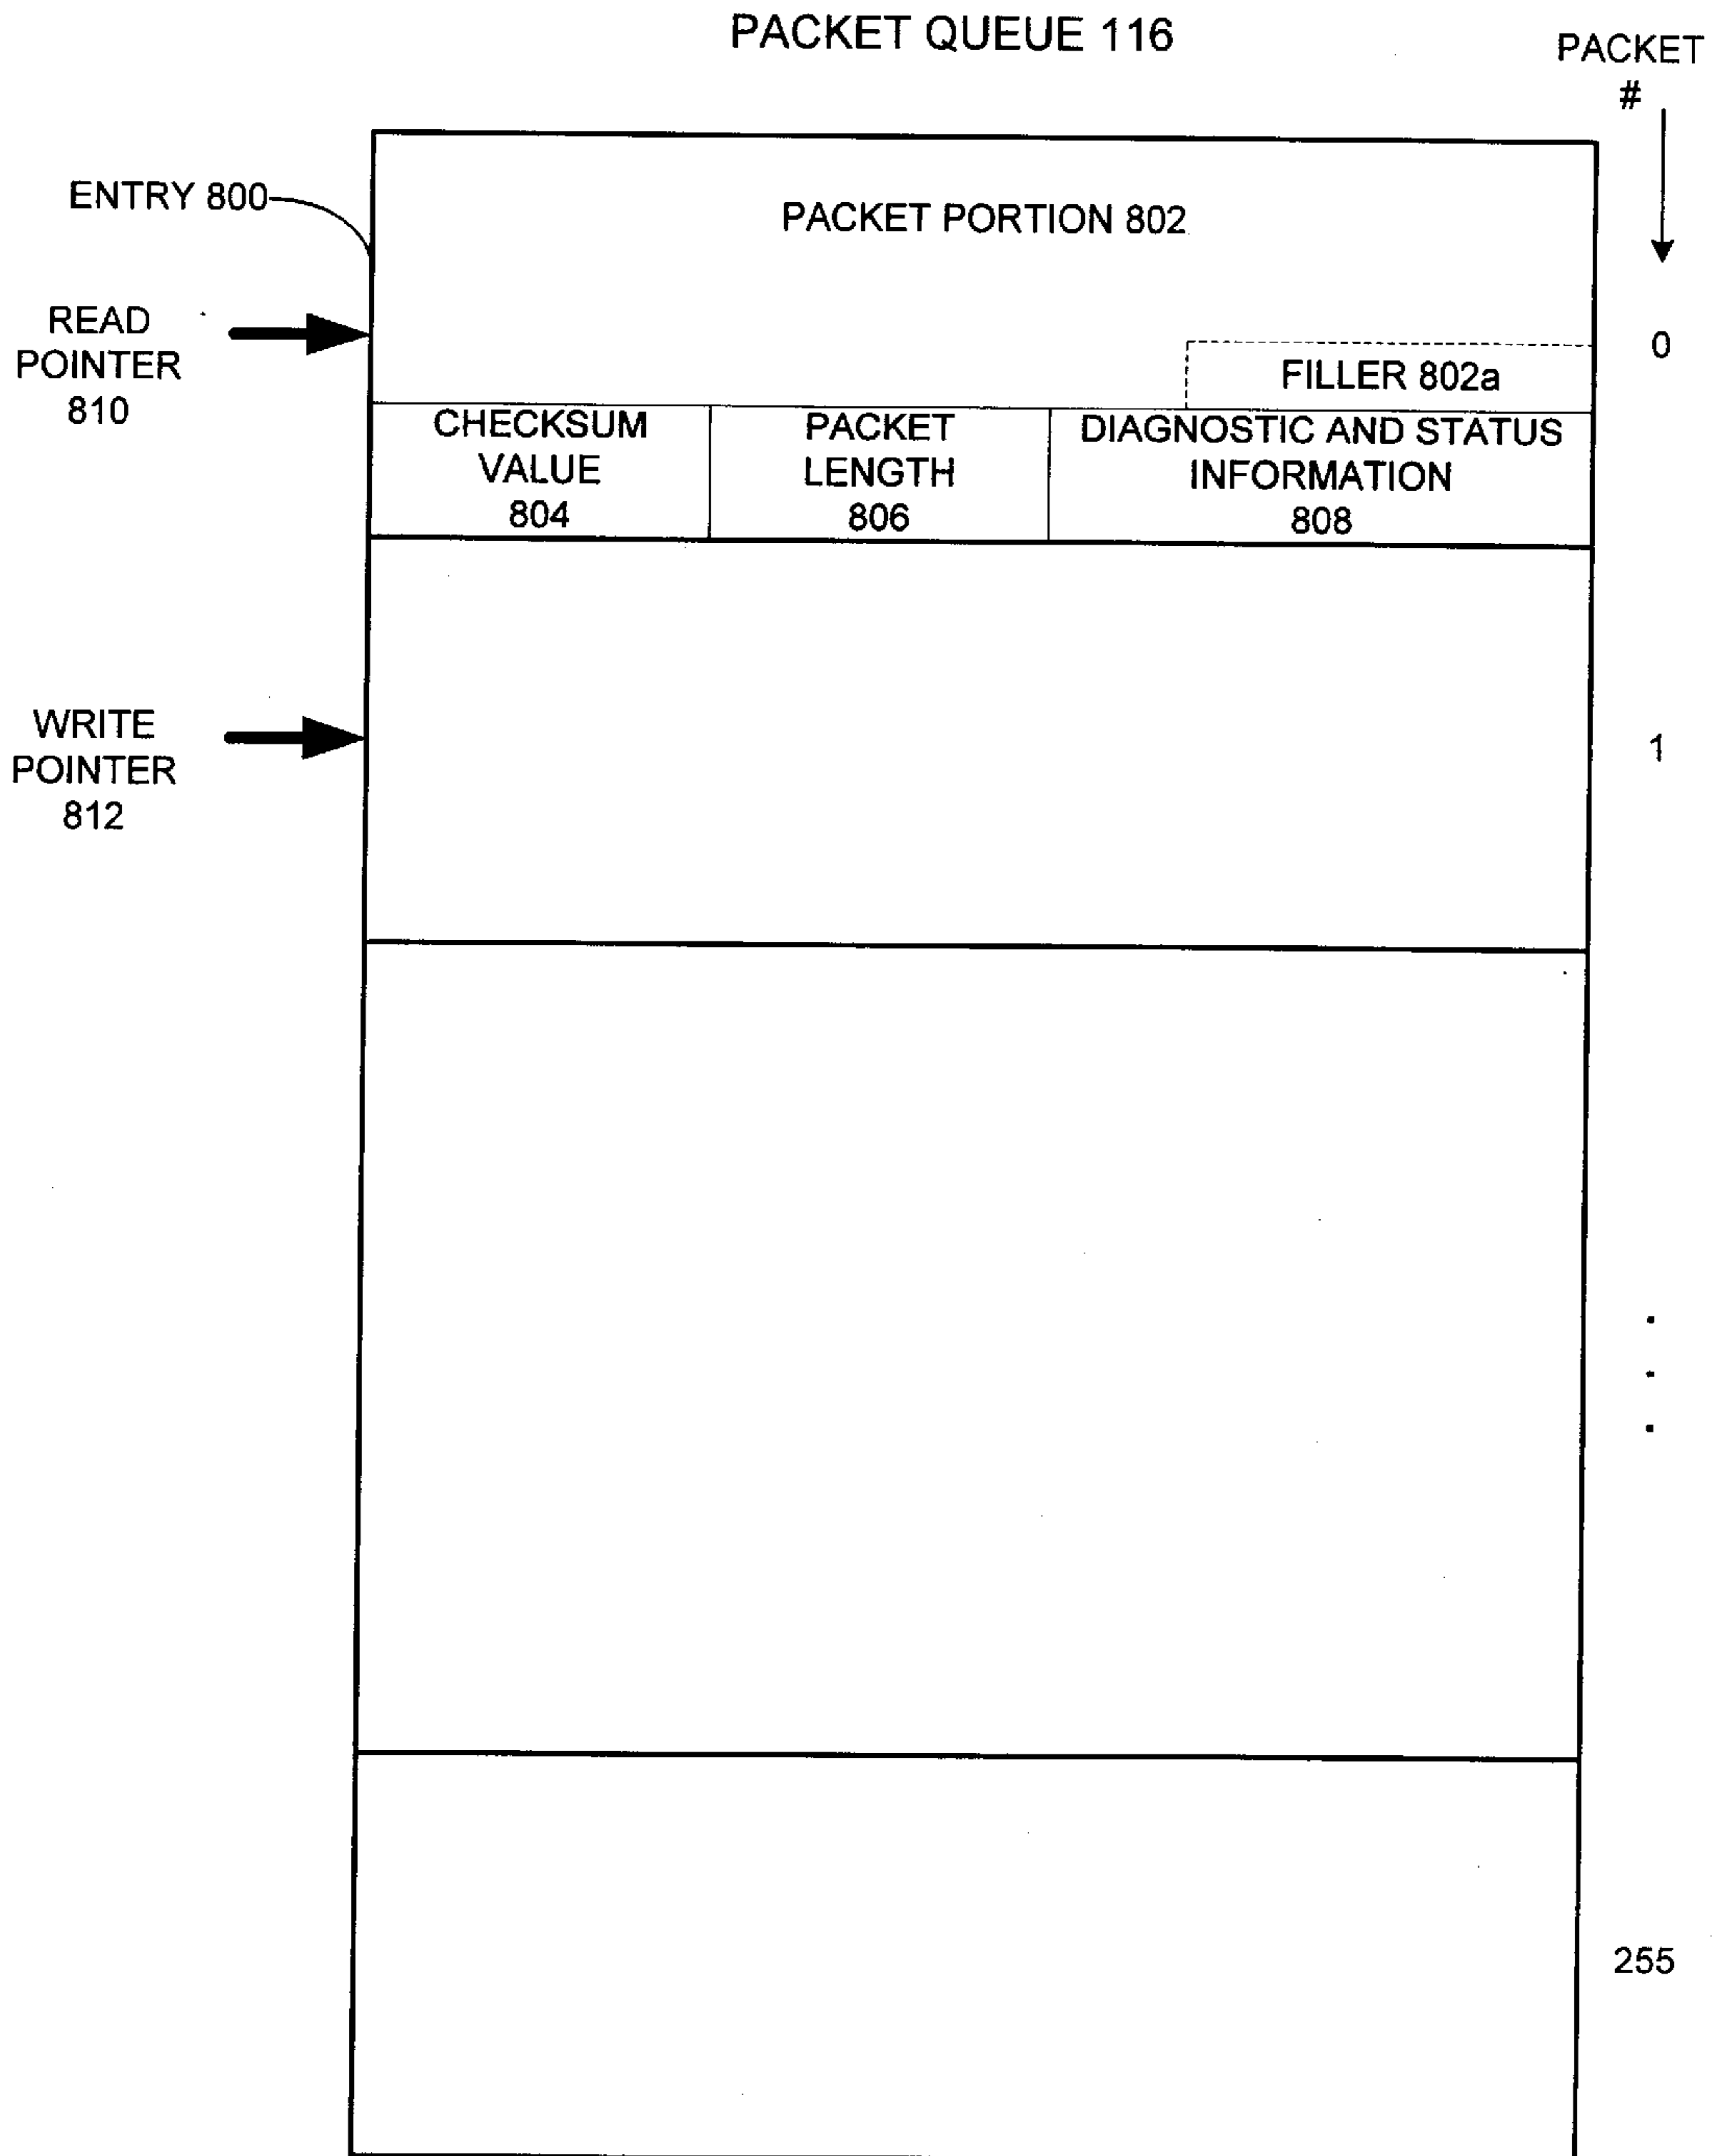 PACKET QUEUE 116
PACKET
#
ENTRY 800
PACKET PORTION 802
READ
POINTER
810
0
FILLER 802a
CHECKSUM
VALUE
804
PACKET
LENGTH
806
DIAGNOSTIC AND STATUS
INFORMATION
808
WRITE
POINTER
812
1
.
.
.
255